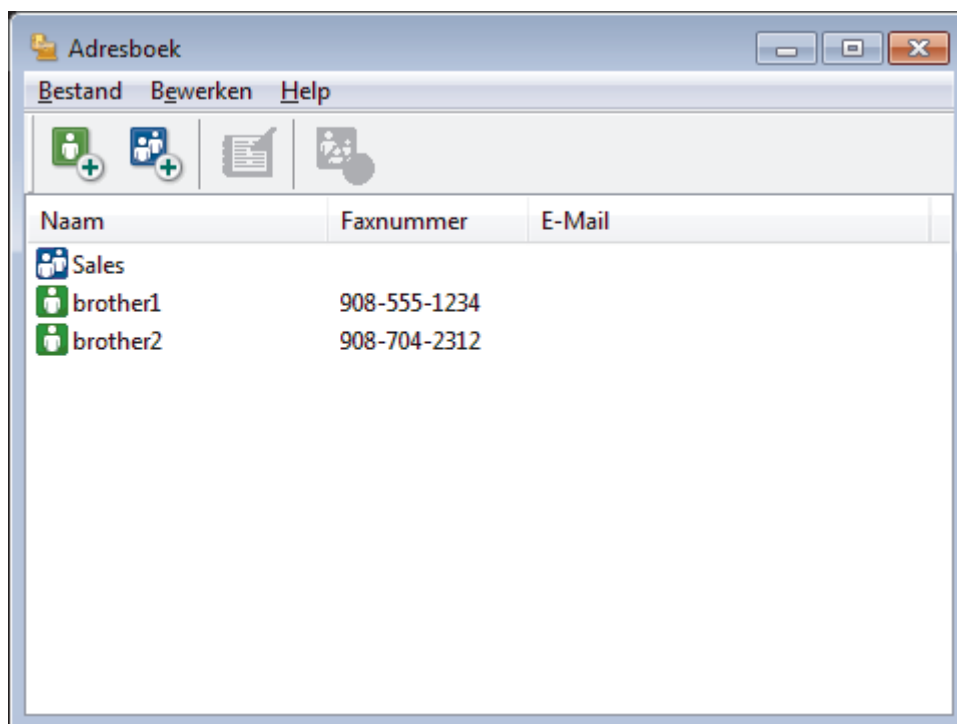 Adresboek
Bestand Bewerken Help
Naam Faxnummer E-Mail
Sales
brother1 908-555-1234
brother2 908-704-2312